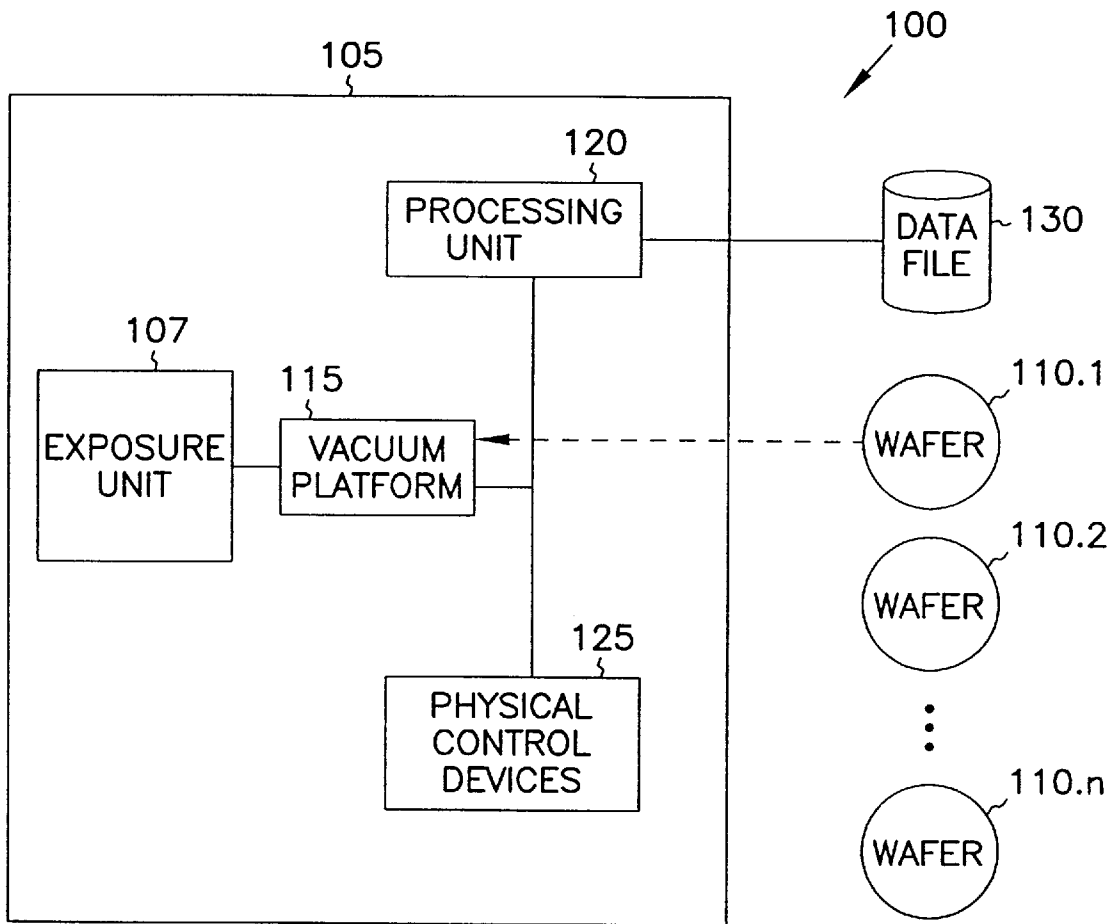 100
105
120
PROCESSING
UNIT
DATA
FILE
130
107
EXPOSURE
UNIT
115
VACUUM
PLATFORM
110.1
WAFER
110.2
WAFER
125
PHYSICAL
CONTROL
DEVICES
110.n
WAFER